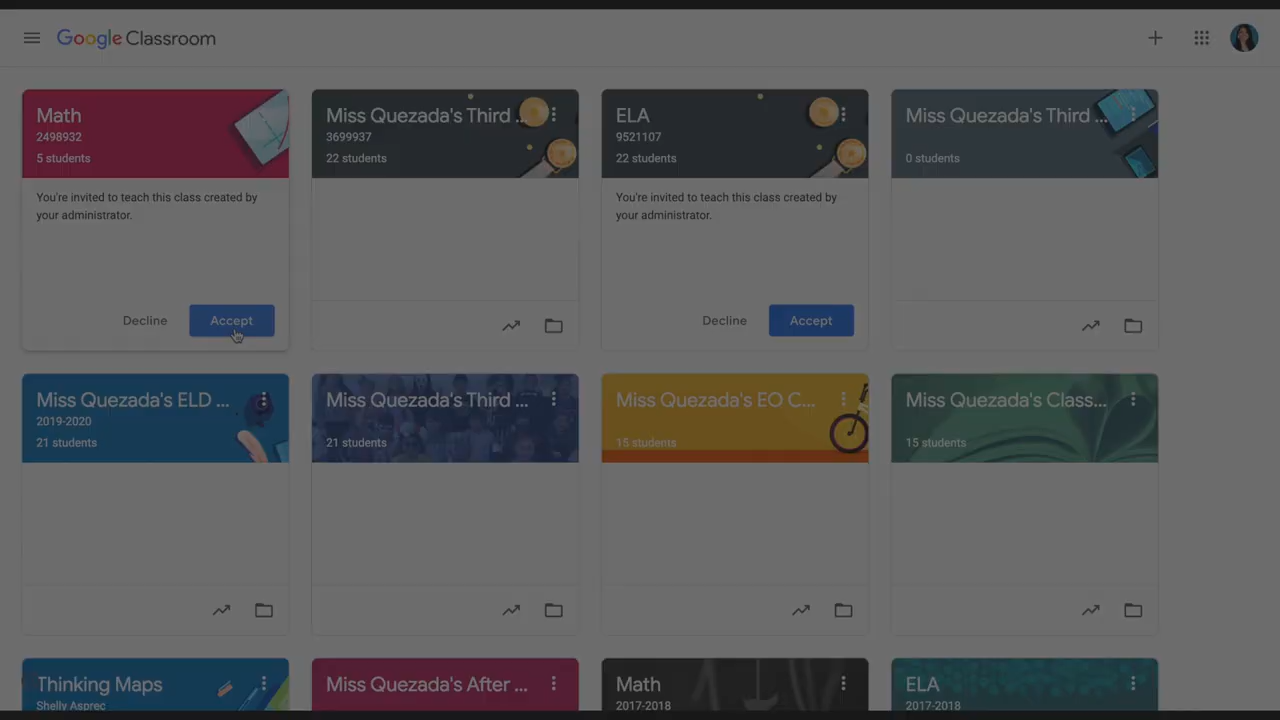 Google Classroom
Math
2498932
5 students
You're invited to teach this class created by
your administrator.
Decline
Accept
Miss Quezada's Third ...
3699937
22 students
ELA
9521107
22 students
You're invited to teach this class created by
your administrator.
Decline
Accept
Miss Quezada's Third ...
0 students
Miss Quezada's ELD ...
2019-2020
21 students
Miss Quezada's Third ...
21 students
Miss Quezada's EO C...
15 students
Miss Quezada's Class...
15 students
Thinking Maps
Shelly Asprec
Miss Quezada's After ...
Math
2017-2018
ELA
2017-2018